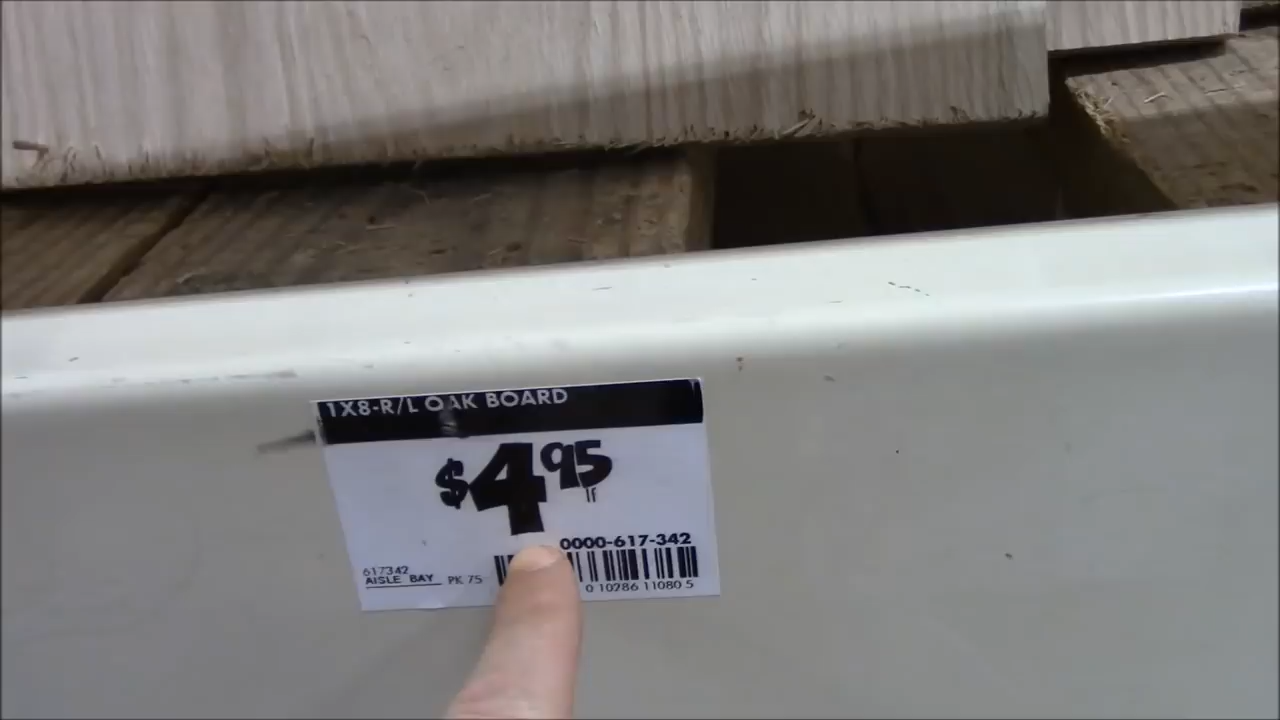 1X8-R/L OAK BOARD
$4.95
lf
0000-617-342
617342
AISLE BAY PK 75
0 10286 11080 5